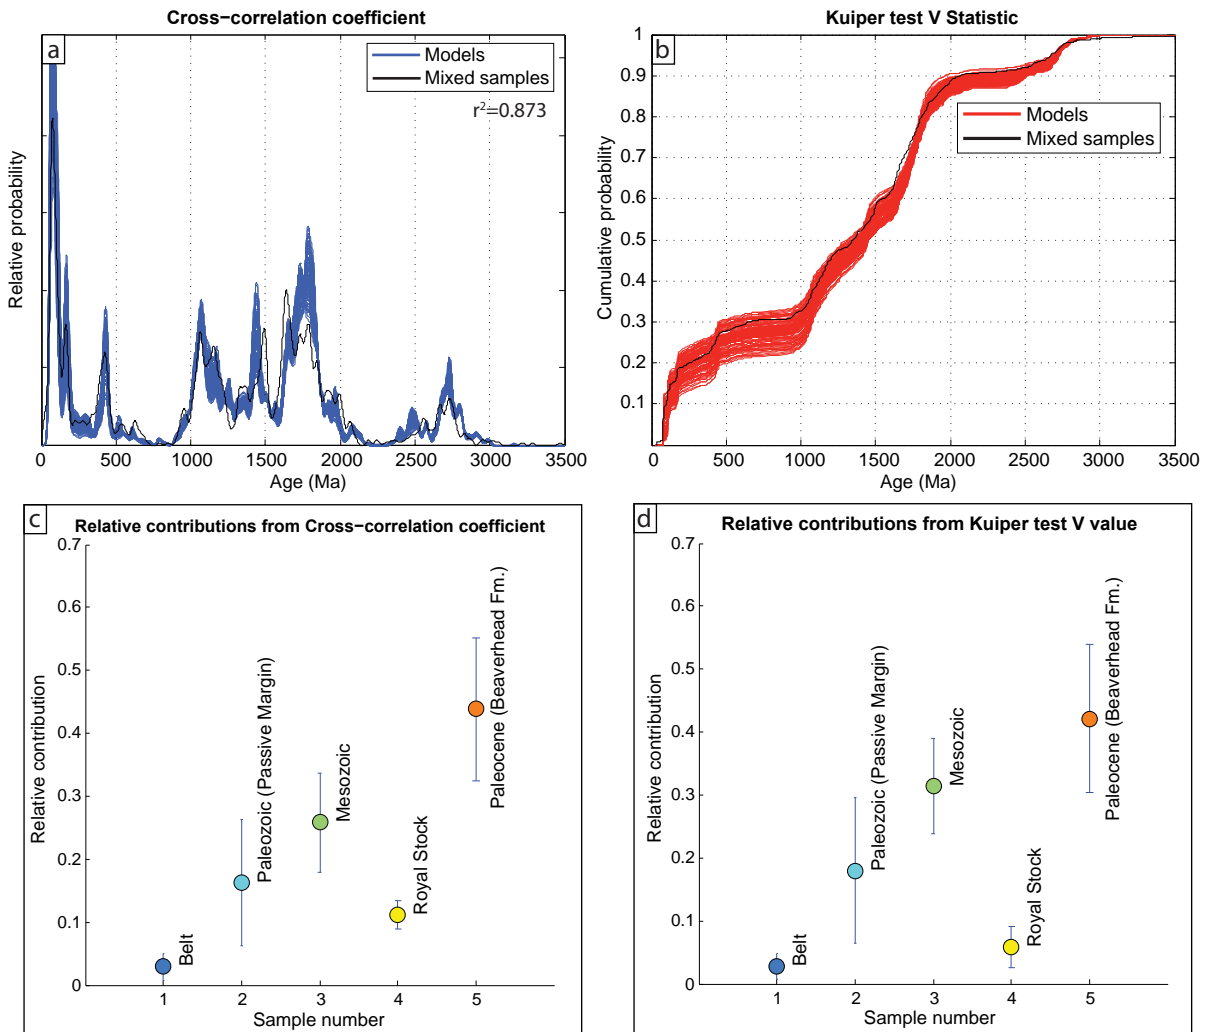 Cross−correlation coefficient
a
Models
Mixed samples
r²=0.873
Relative probability
0 500 1000 1500 2000 2500 3000 3500
Age (Ma)
Kuiper test V Statistic
b
1
0.9
0.8
0.7
0.6
0.5
0.4
0.3
0.2
0.1
Models
Mixed samples
Cumulative probability
0 500 1000 1500 2000 2500 3000 3500
Age (Ma)
c
Relative contributions from Cross−correlation coefficient
0.7
0.6
0.5
0.4
0.3
0.2
0.1
0
Relative contribution
Belt
Paleozoic (Passive Margin)
Mesozoic
Royal Stock
Paleocene (Beaverhead Fm.)
1 2 3 4 5
Sample number
d
Relative contributions from Kuiper test V value
0.7
0.6
0.5
0.4
0.3
0.2
0.1
0
Relative contribution
Belt
Paleozoic (Passive Margin)
Mesozoic
Royal Stock
Paleocene (Beaverhead Fm.)
1 2 3 4 5
Sample number